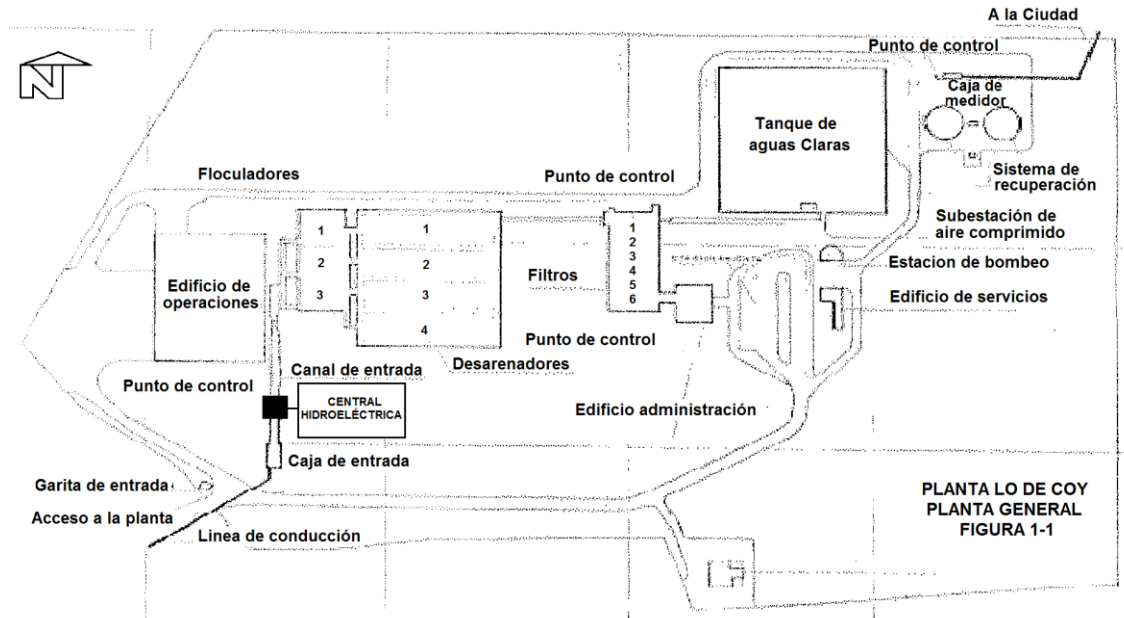 A la Ciudad
Punto de control
N
Caja de
medidor
Tanque de
aguas Claras
Floculadores
Punto de control
Sistema de
recuperación
1
2
3
1
2
3
4
1
2
3
4
5
6
Subestación de
aire comprimido
Estacion de bombeo
Edificio de
operaciones
Filtros
Edificio de servicios
Punto de control
Desarenadores
Canal de entrada
Punto de control
CENTRAL
HIDROELÉCTRICA
Edificio administración
Caja de entrada
Garita de entrada
Acceso a la planta
Linea de conducción
PLANTA LO DE COY
PLANTA GENERAL
FIGURA 1-1